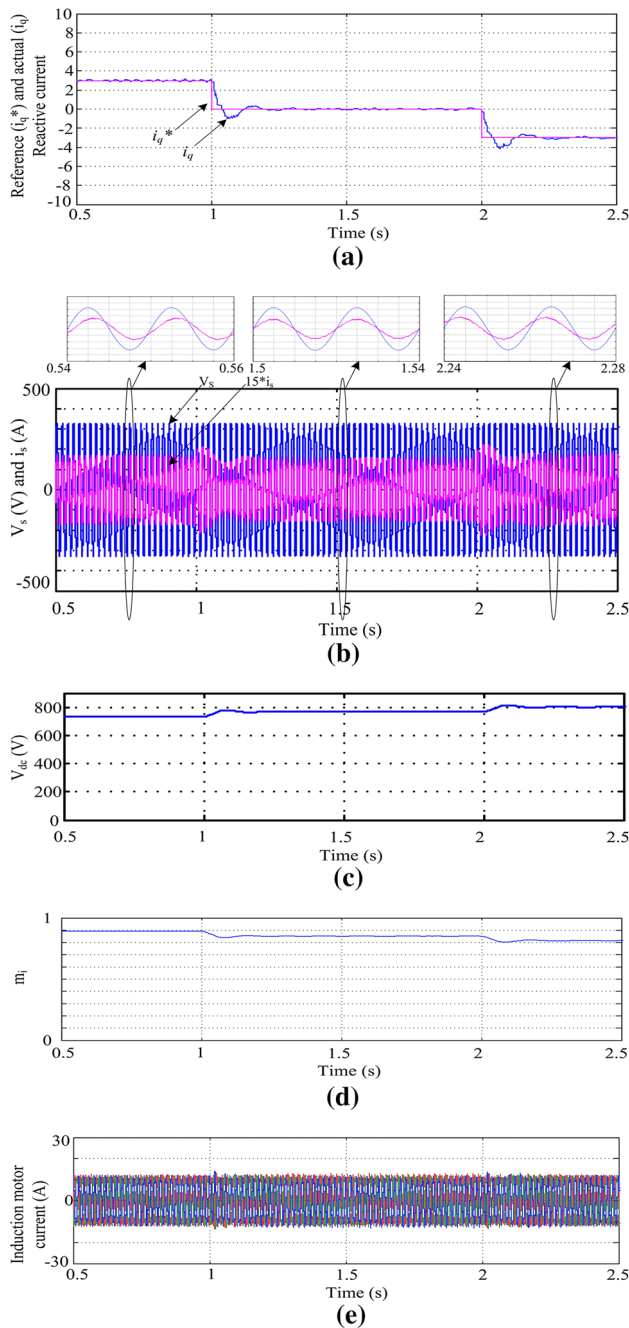 Reference (iq*) and actual (iq)
Reactive current
10
8
6
4
2
0
-2
-4
-6
-8
-10
iq*
iq
0.5 1 1.5 2 2.5
Time (s)
(a)
0.54 0.56 1.5 1.54 2.24 2.28
Vs 15*is
Vs (V) and is (A)
500
0
-500
0.5 1 1.5 2 2.5
Time (s)
(b)
Vdc (V)
800
600
400
200
0
0.5 1 1.5 2 2.5
Time (s)
(c)
mi
1
0
0.5 1 1.5 2 2.5
Time (s)
(d)
Induction motor
current (A)
30
0
-30
0.5 1 1.5 2 2.5
Time (s)
(e)